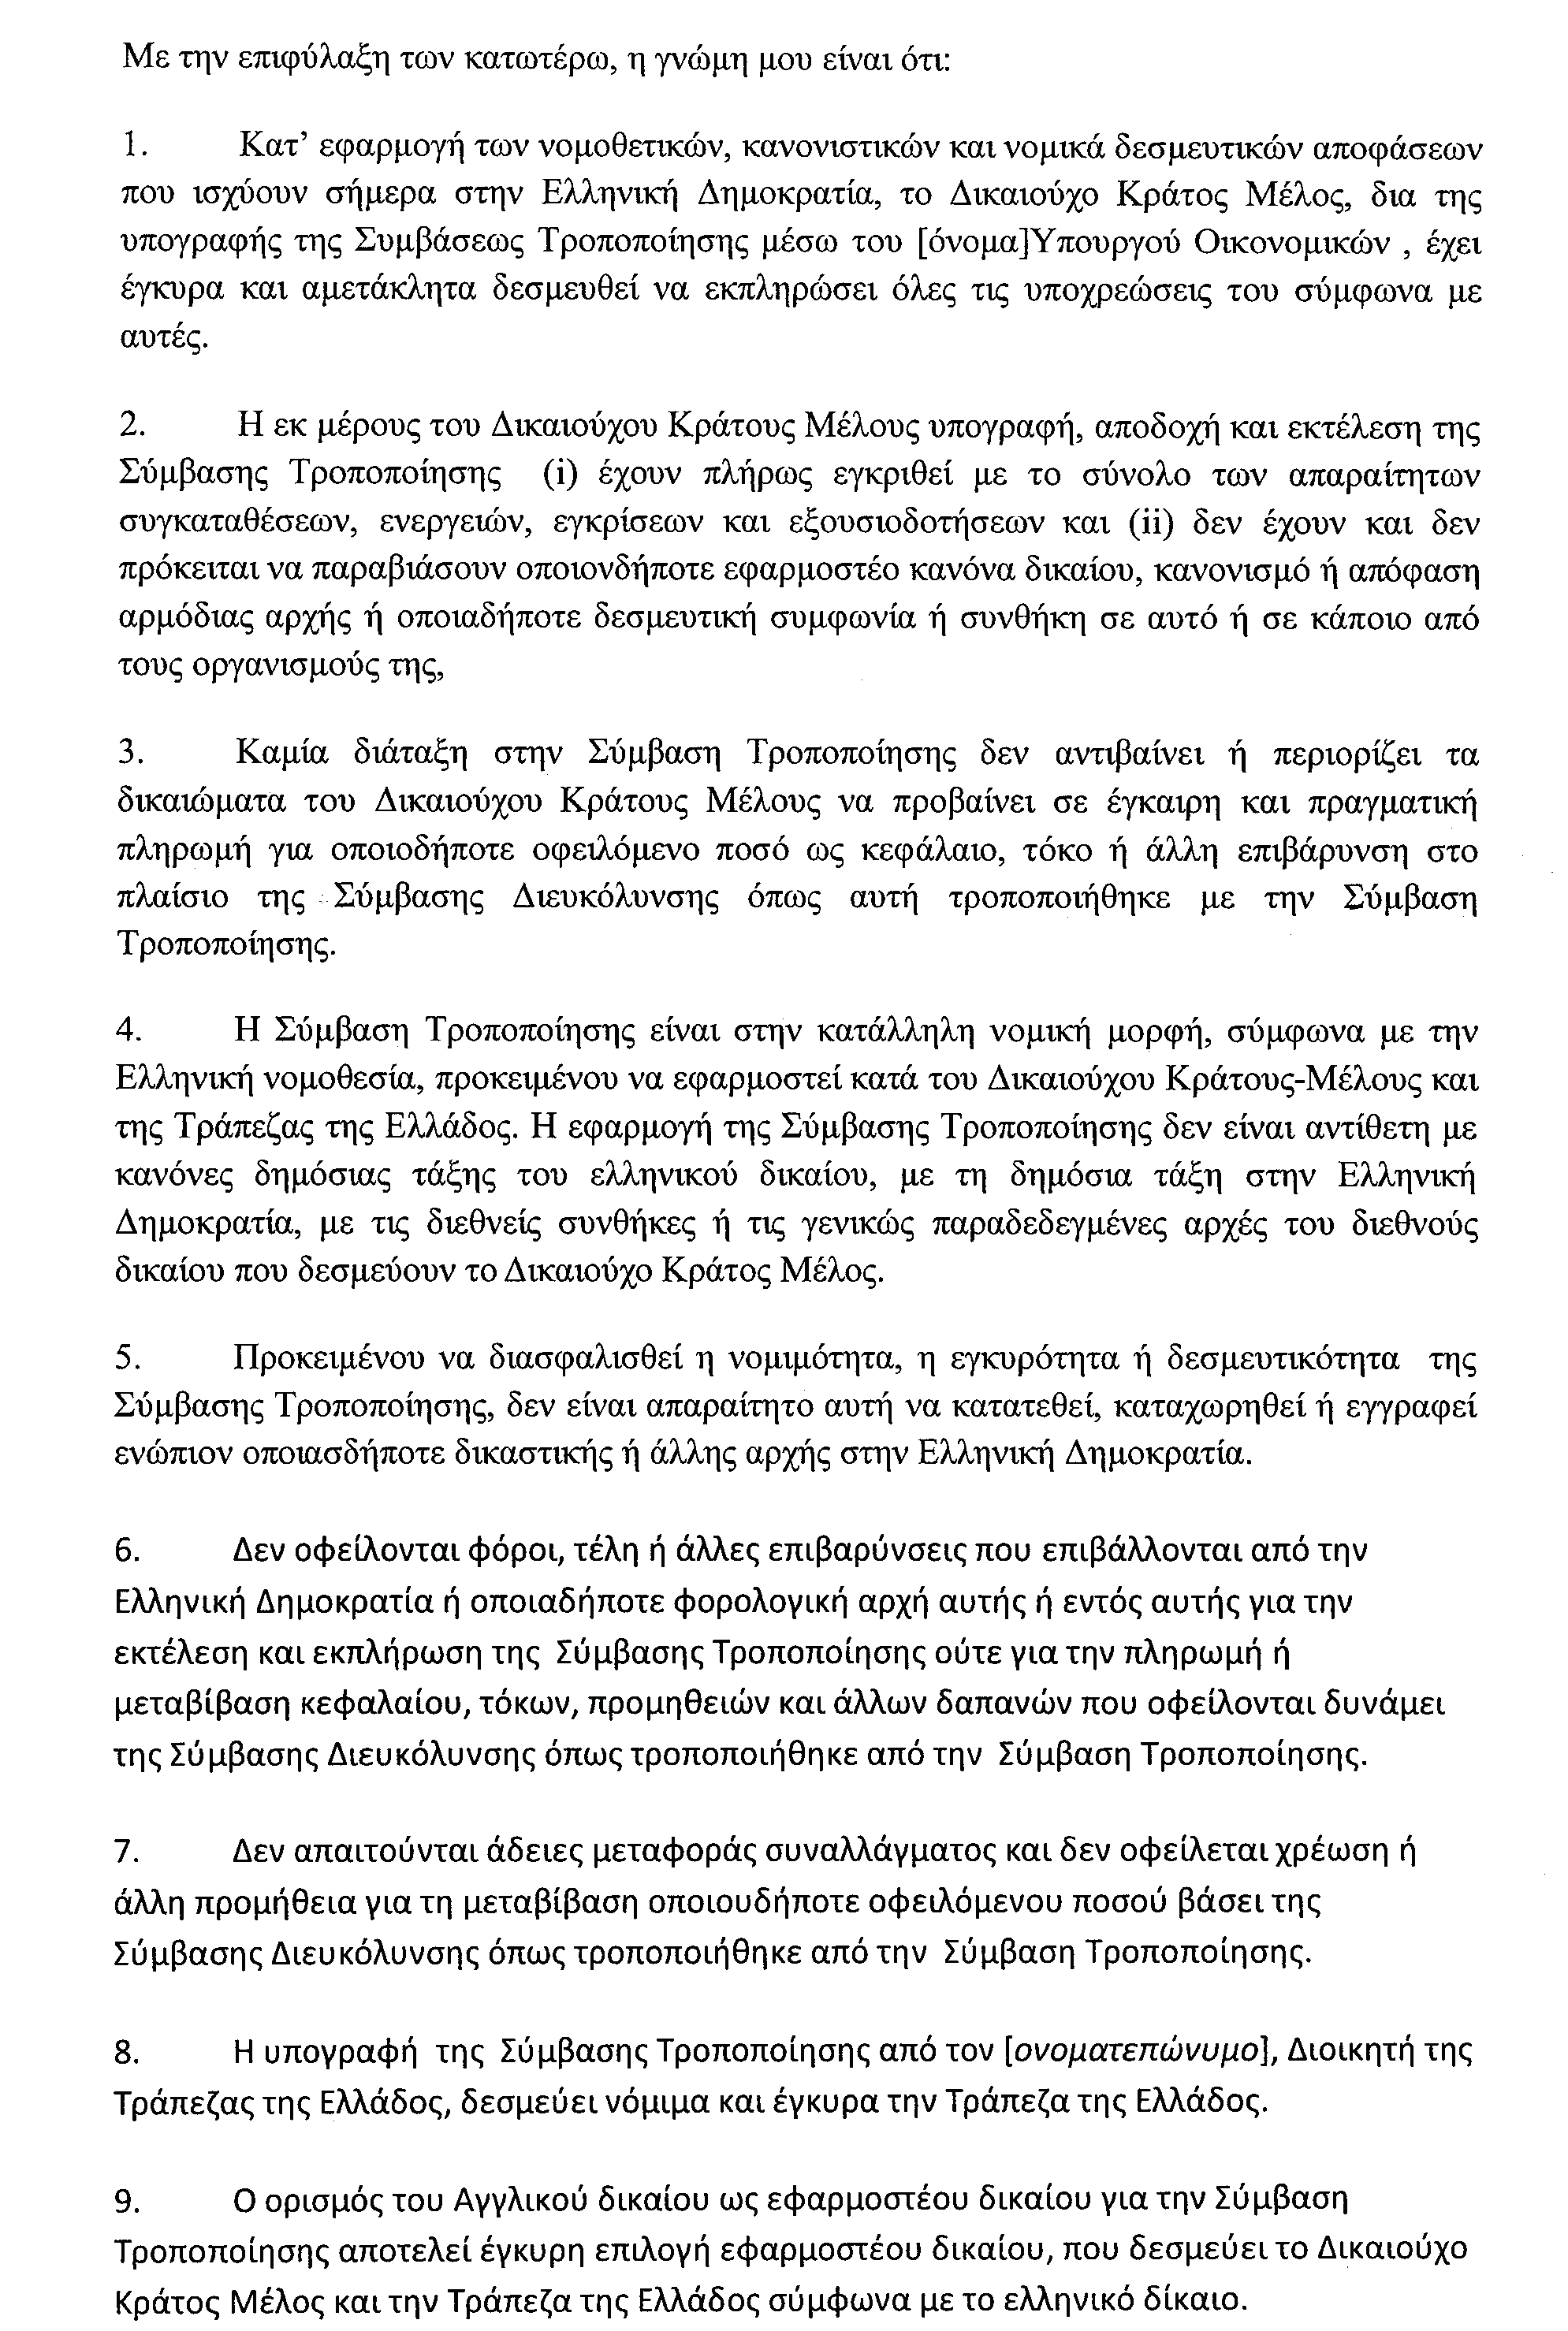 Με την επιφύλαξη των κατωτέρω, η γνώμη μου είναι ότι:
1. Κατ’ εφαρμογή των νομοθετικών, κανονιστικών και νομικά δεσμευτικών αποφάσεων
που ισχύουν σήμερα στην Ελληνική Δημοκρατία, το Δικαιούχο Κράτος Μέλος, δια της
υπογραφής της Συμβάσεως Τροποποίησης μέσω του [όνομα]Υπουργού Οικονομικών , έχει
έγκυρα και αμετάκλητα δεσμευθεί να εκπληρώσει όλες τις υποχρεώσεις του σύμφωνα με
αυτές.
2. Η εκ μέρους του Δικαιούχου Κράτους Μέλους υπογραφή, αποδοχή και εκτέλεση της
Σύμβασης Τροποποίησης (i) έχουν πλήρως εγκριθεί με το σύνολο των απαραίτητων
συγκαταθέσεων, ενεργειών, εγκρίσεων και εξουσιοδοτήσεων και (ii) δεν έχουν και δεν
πρόκειται να παραβιάσουν οποιονδήποτε εφαρμοστέο κανόνα δικαίου, κανονισμό ή απόφαση
αρμόδιας αρχής ή οποιαδήποτε δεσμευτική συμφωνία ή συνθήκη σε αυτό ή σε κάποιο από
τους οργανισμούς της,
3. Καμία διάταξη στην Σύμβαση Τροποποίησης δεν αντιβαίνει ή περιορίζει τα
δικαιώματα του Δικαιούχου Κράτους Μέλους να προβαίνει σε έγκαιρη και πραγματική
πληρωμή για οποιοδήποτε οφειλόμενο ποσό ως κεφάλαιο, τόκο ή άλλη επιβάρυνση στο
πλαίσιο της Σύμβασης Διευκόλυνσης όπως αυτή τροποποιήθηκε με την Σύμβαση
Τροποποίησης.
4. Η Σύμβαση Τροποποίησης είναι στην κατάλληλη νομική μορφή, σύμφωνα με την
Ελληνική νομοθεσία, προκειμένου να εφαρμοστεί κατά του Δικαιούχου Κράτους-Μέλους και
της Τράπεζας της Ελλάδος. Η εφαρμογή της Σύμβασης Τροποποίησης δεν είναι αντίθετη με
κανόνες δημόσιας τάξης του ελληνικού δικαίου, με τη δημόσια τάξη στην Ελληνική
Δημοκρατία, με τις διεθνείς συνθήκες ή τις γενικώς παραδεδεγμένες αρχές του διεθνούς
δικαίου που δεσμεύουν το Δικαιούχο Κράτος Μέλος.
5. Προκειμένου να διασφαλισθεί η νομιμότητα, η εγκυρότητα ή δεσμευτικότητα της
Σύμβασης Τροποποίησης, δεν είναι απαραίτητο αυτή να κατατεθεί, καταχωρηθεί ή εγγραφεί
ενώπιον οποιασδήποτε δικαστικής ή άλλης αρχής στην Ελληνική Δημοκρατία.
6. Δεν οφείλονται φόροι, τέλη ή άλλες επιβαρύνσεις που επιβάλλονται από την
Ελληνική Δημοκρατία ή οποιαδήποτε φορολογική αρχή αυτής ή εντός αυτής για την
εκτέλεση και εκπλήρωση της Σύμβασης Τροποποίησης ούτε για την πληρωμή ή
μεταβίβαση κεφαλαίου, τόκων, προμηθειών και άλλων δαπανών που οφείλονται δυνάμει
της Σύμβασης Διευκόλυνσης όπως τροποποιήθηκε από την Σύμβαση Τροποποίησης.
7. Δεν απαιτούνται άδειες μεταφοράς συναλλάγματος και δεν οφείλεται χρέωση ή
άλλη προμήθεια για τη μεταβίβαση οποιουδήποτε οφειλόμενου ποσού βάσει της
Σύμβασης Διευκόλυνσης όπως τροποποιήθηκε από την Σύμβαση Τροποποίησης.
8. Η υπογραφή της Σύμβασης Τροποποίησης από τον [ονοματεπώνυμο], Διοικητή της
Τράπεζας της Ελλάδος, δεσμεύει νόμιμα και έγκυρα την Τράπεζα της Ελλάδος.
9. Ο ορισμός του Αγγλικού δικαίου ως εφαρμοστέου δικαίου για την Σύμβαση
Τροποποίησης αποτελεί έγκυρη επιλογή εφαρμοστέου δικαίου, που δεσμεύει το Δικαιούχο
Κράτος Μέλος και την Τράπεζα της Ελλάδος σύμφωνα με το ελληνικό δίκαιο.